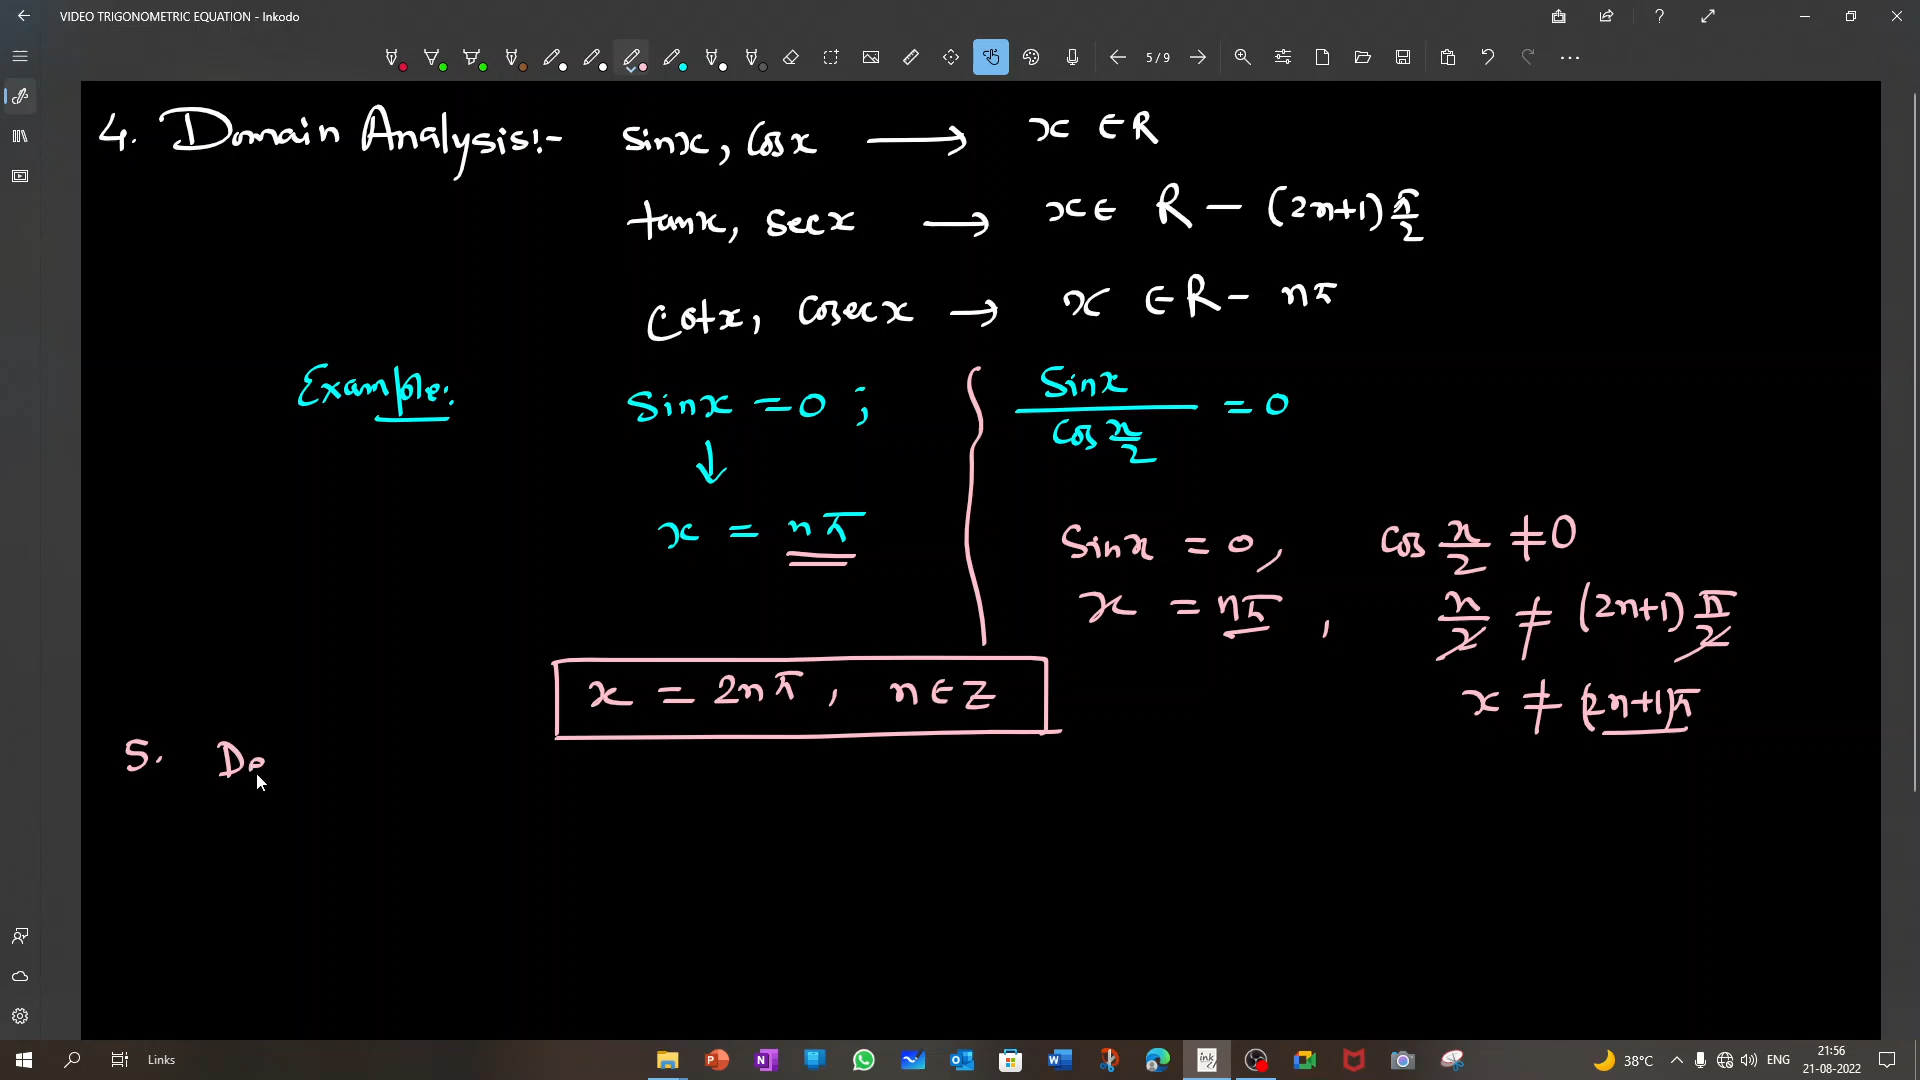 VIDEO TRIGONOMETRIC EQUATION - Inkodo
5 / 9
4. Domain Analysis:- sinx, cosx → x ∈ R
tanx, secx → x ∈ R - (2n+1)π/2
cotx, cosecx → x ∈ R - nπ
Example: sinx = 0 ; sinx / cos x/2 = 0
↓
x = nπ
sinx = 0, cos x/2 ≠ 0
x = nπ , x/2 ≠ (2n+1)π/2
x = 2nπ , n ∈ Z
x ≠ (2n+1)π
5. De
Links
38°C
ENG
21:56
21-08-2022